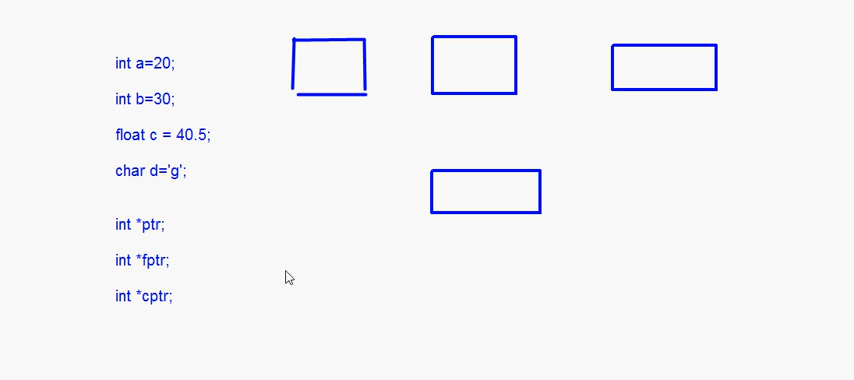 int a=20;
int b=30;
float c = 40.5;
char d='g';
int *ptr;
int *fptr;
int *cptr;